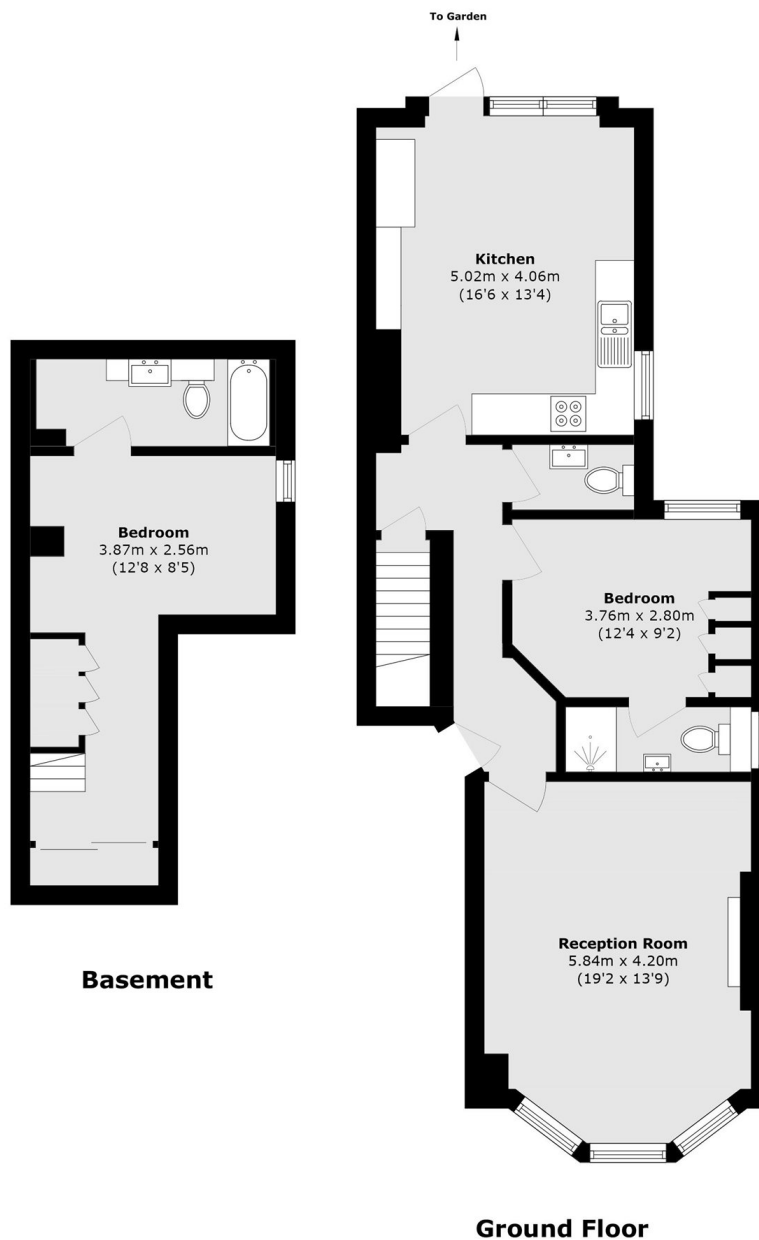 To Garden
Kitchen
5.02m x 4.06m
(16'6 x 13'4)
Bedroom
3.87m x 2.56m
(12'8 x 8'5)
Bedroom
3.76m x 2.80m
(12'4 x 9'2)
Reception Room
5.84m x 4.20m
(19'2 x 13'9)
Basement
Ground Floor